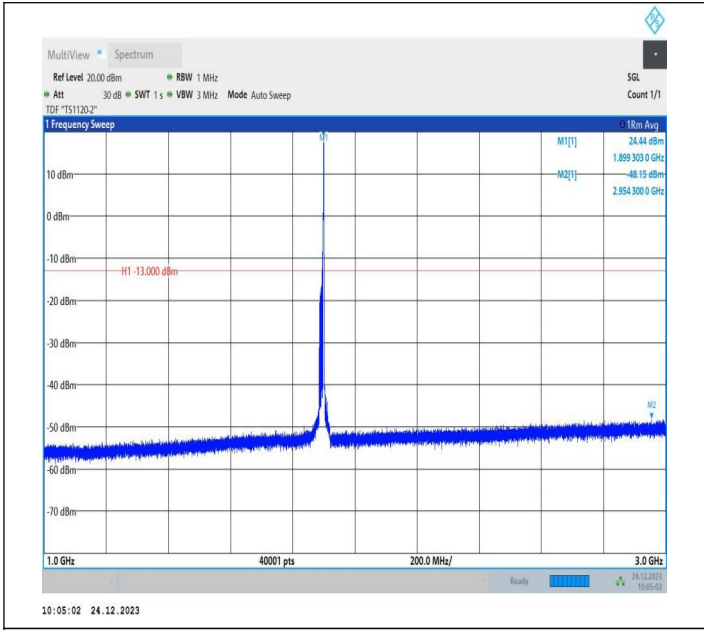 R&S
MultiView Spectrum
Ref Level 20.00 dBm RBW 1 MHz SGL
Att 30 dB SWT 1 s VBW 3 MHz Mode Auto Sweep Count 1/1
TDF "TS1120-2"
1 Frequency Sweep 1Rm Avg
M1 M1[1] 24.44 dBm
1.899 303 0 GHz
10 dBm M2[1] -48.15 dBm
2.954 300 0 GHz
0 dBm
-10 dBm
H1 -13.000 dBm
-20 dBm
-30 dBm
-40 dBm
M2
-50 dBm
-60 dBm
-70 dBm
1.0 GHz 40001 pts 200.0 MHz/ 3.0 GHz
Ready 24.12.2023
10:05:02
10:05:02 24.12.2023